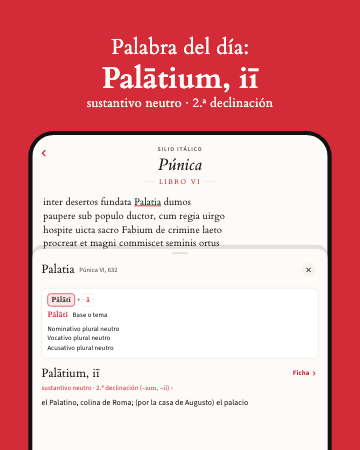 Palabra del día:
Palātium, iī
sustantivo neutro · 2.ª declinación
SILIO ITÁLICO
Púnica
LIBRO VI
inter desertos fundata Palatia dumos
paupere sub populo ductor, cum regia uirgo
hospite uicta sacro Fabium de crimine laeto
procreat et magni commiscet seminis ortus
Palatia Púnica VI, 632 ×
Pălātĭ + ă
Pălātĭ Base o tema
Nominativo plural neutro
Vocativo plural neutro
Acusativo plural neutro
Palātium, iī Ficha ›
sustantivo neutro · 2.ª declinación (-ium, -iī) ›
el Palatino, colina de Roma; (por la casa de Augusto) el palacio